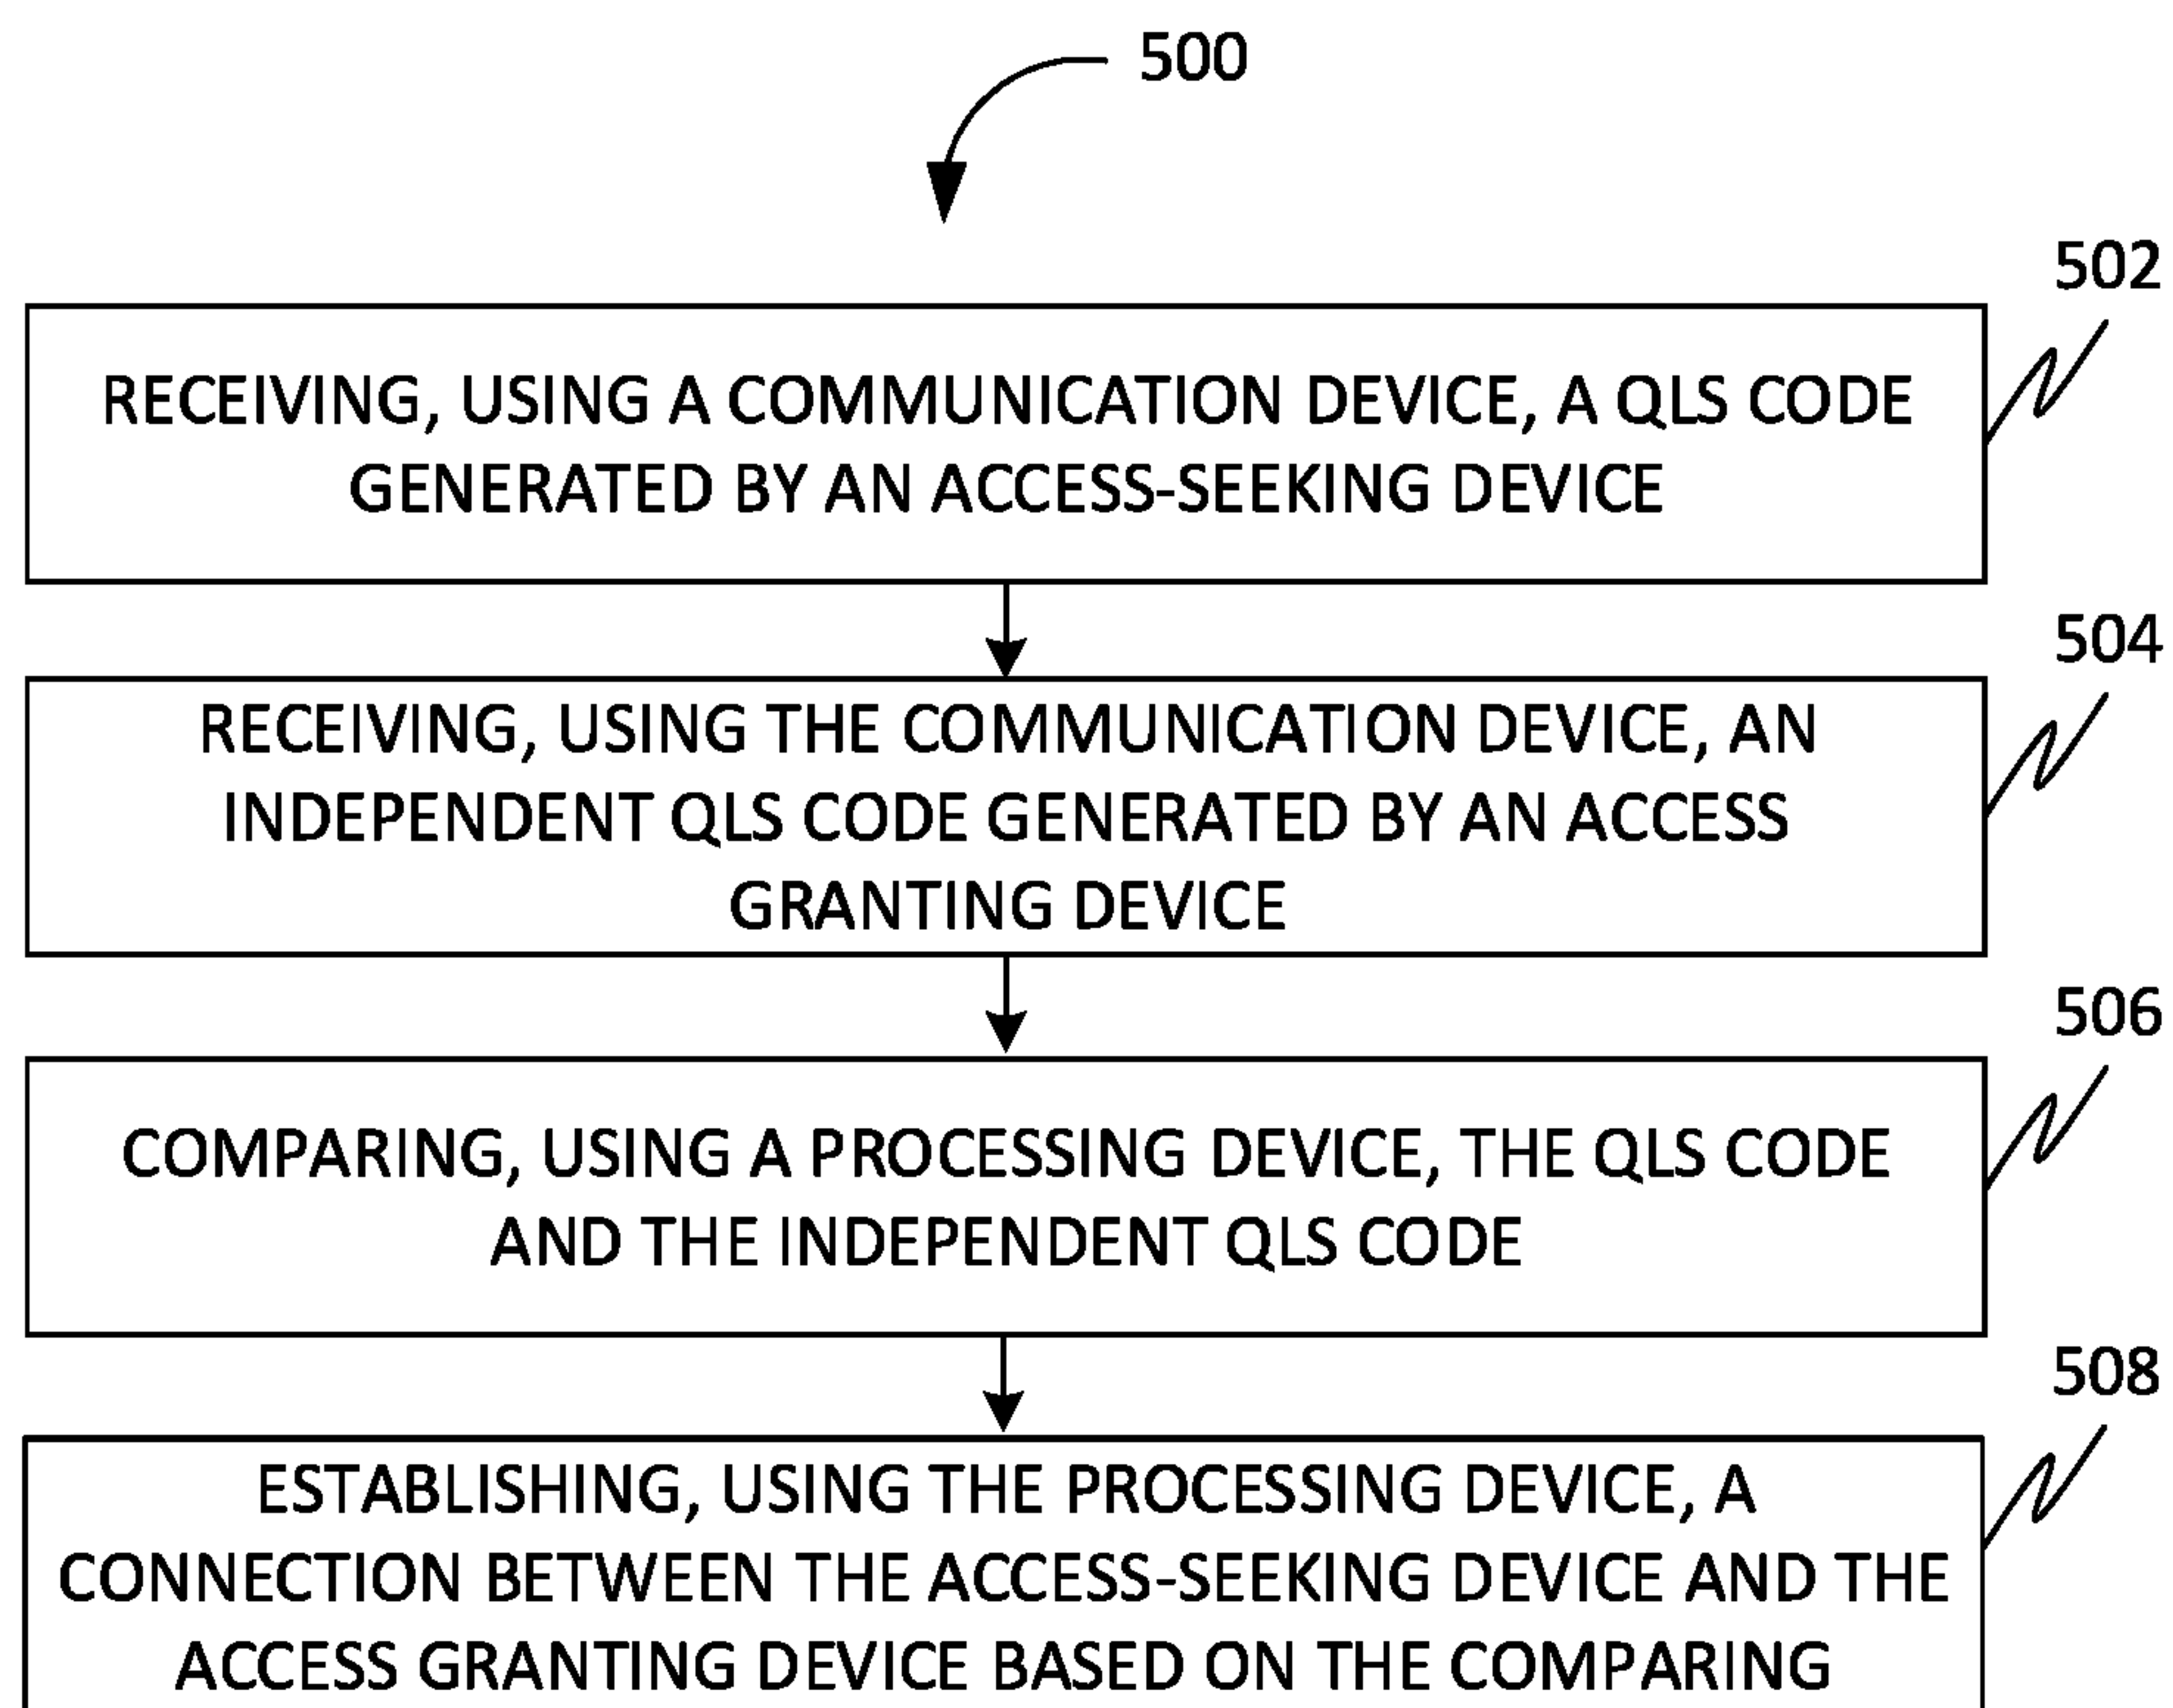 500
502
RECEIVING, USING A COMMUNICATION DEVICE, A QLS CODE
GENERATED BY AN ACCESS-SEEKING DEVICE
504
RECEIVING, USING THE COMMUNICATION DEVICE, AN
INDEPENDENT QLS CODE GENERATED BY AN ACCESS
GRANTING DEVICE
506
COMPARING, USING A PROCESSING DEVICE, THE QLS CODE
AND THE INDEPENDENT QLS CODE
508
ESTABLISHING, USING THE PROCESSING DEVICE, A
CONNECTION BETWEEN THE ACCESS-SEEKING DEVICE AND THE
ACCESS GRANTING DEVICE BASED ON THE COMPARING